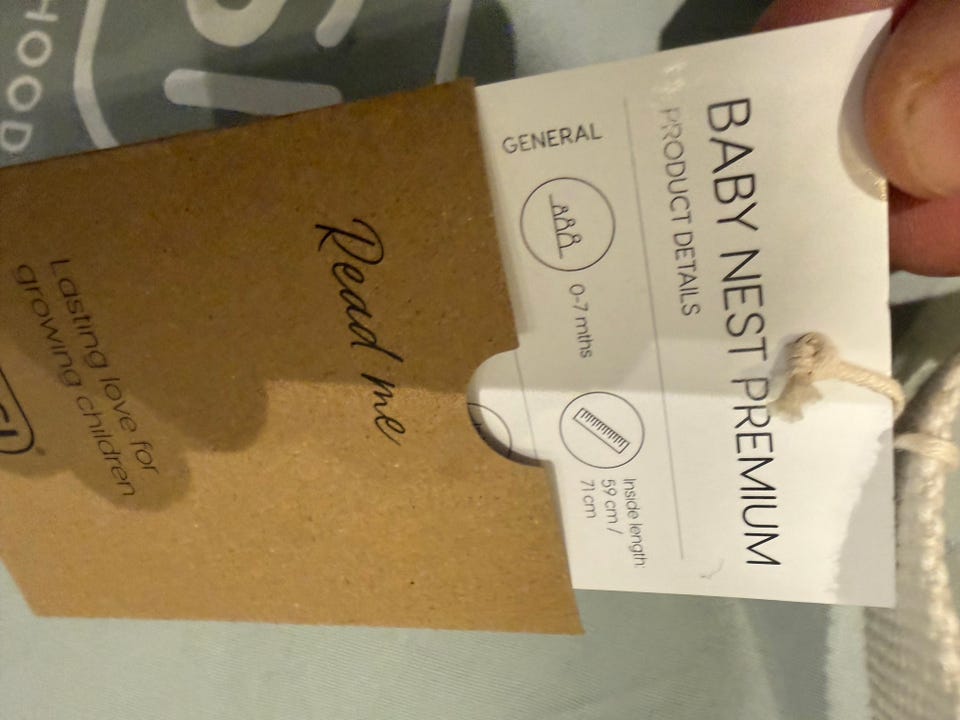 BABY NEST PREMIUM
PRODUCT DETAILS
GENERAL
0-7 mths
Inside length:
59 cm /
71 cm
Read me
Lasting love for
growing children
HOOD